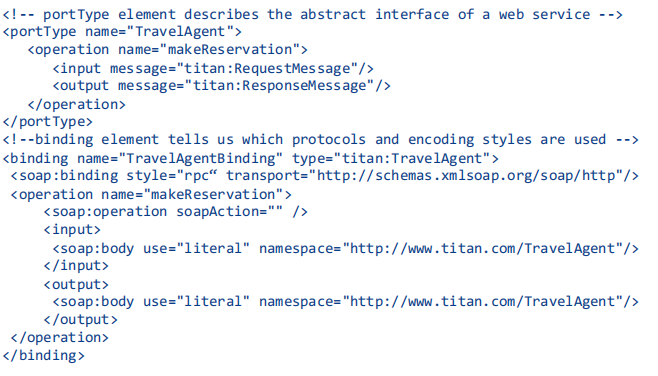 <!-- portType element describes the abstract interface of a web service -->
<portType name="TravelAgent">
   <operation name="makeReservation">
      <input message="titan:RequestMessage"/>
      <output message="titan:ResponseMessage"/>
   </operation>
</portType>
<!--binding element tells us which protocols and encoding styles are used -->
<binding name="TravelAgentBinding" type="titan:TravelAgent">
 <soap:binding style="rpc“ transport="http://schemas.xmlsoap.org/soap/http"/>
 <operation name="makeReservation">
     <soap:operation soapAction="" />
     <input>
      <soap:body use="literal" namespace="http://www.titan.com/TravelAgent"/>
     </input>
     <output>
      <soap:body use="literal" namespace="http://www.titan.com/TravelAgent"/>
     </output>
 </operation>
</binding>